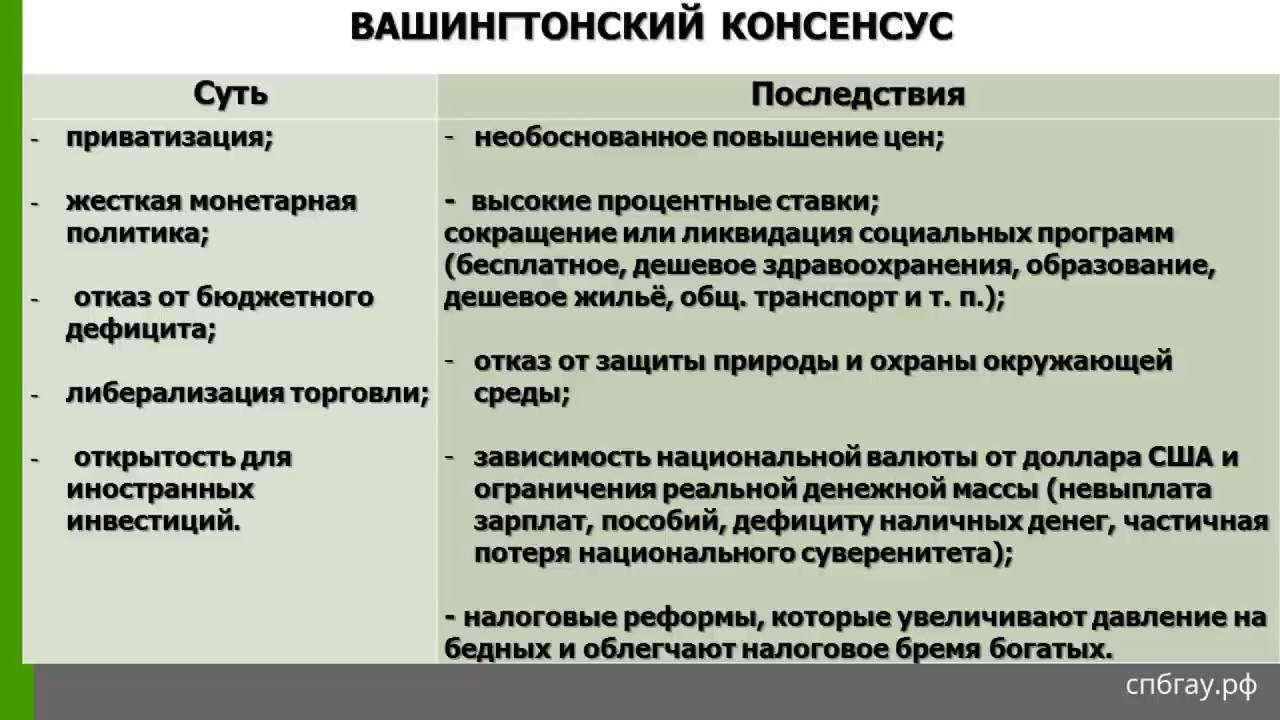 ВАШИНГТОНСКИЙ КОНСЕНСУС
Суть
- приватизация;
- жесткая монетарная
политика;
- отказ от бюджетного
дефицита;
- либерализация торговли;
- открытость для
иностранных
инвестиций.
Последствия
- необоснованное повышение цен;
- высокие процентные ставки;
сокращение или ликвидация социальных программ
(бесплатное, дешевое здравоохранения, образование,
дешевое жильё, общ. транспорт и т. п.);
- отказ от защиты природы и охраны окружающей
среды;
- зависимость национальной валюты от доллара США и
ограничения реальной денежной массы (невыплата
зарплат, пособий, дефициту наличных денег, частичная
потеря национального суверенитета);
- налоговые реформы, которые увеличивают давление на
бедных и облегчают налоговое бремя богатых.
спбгау.рф